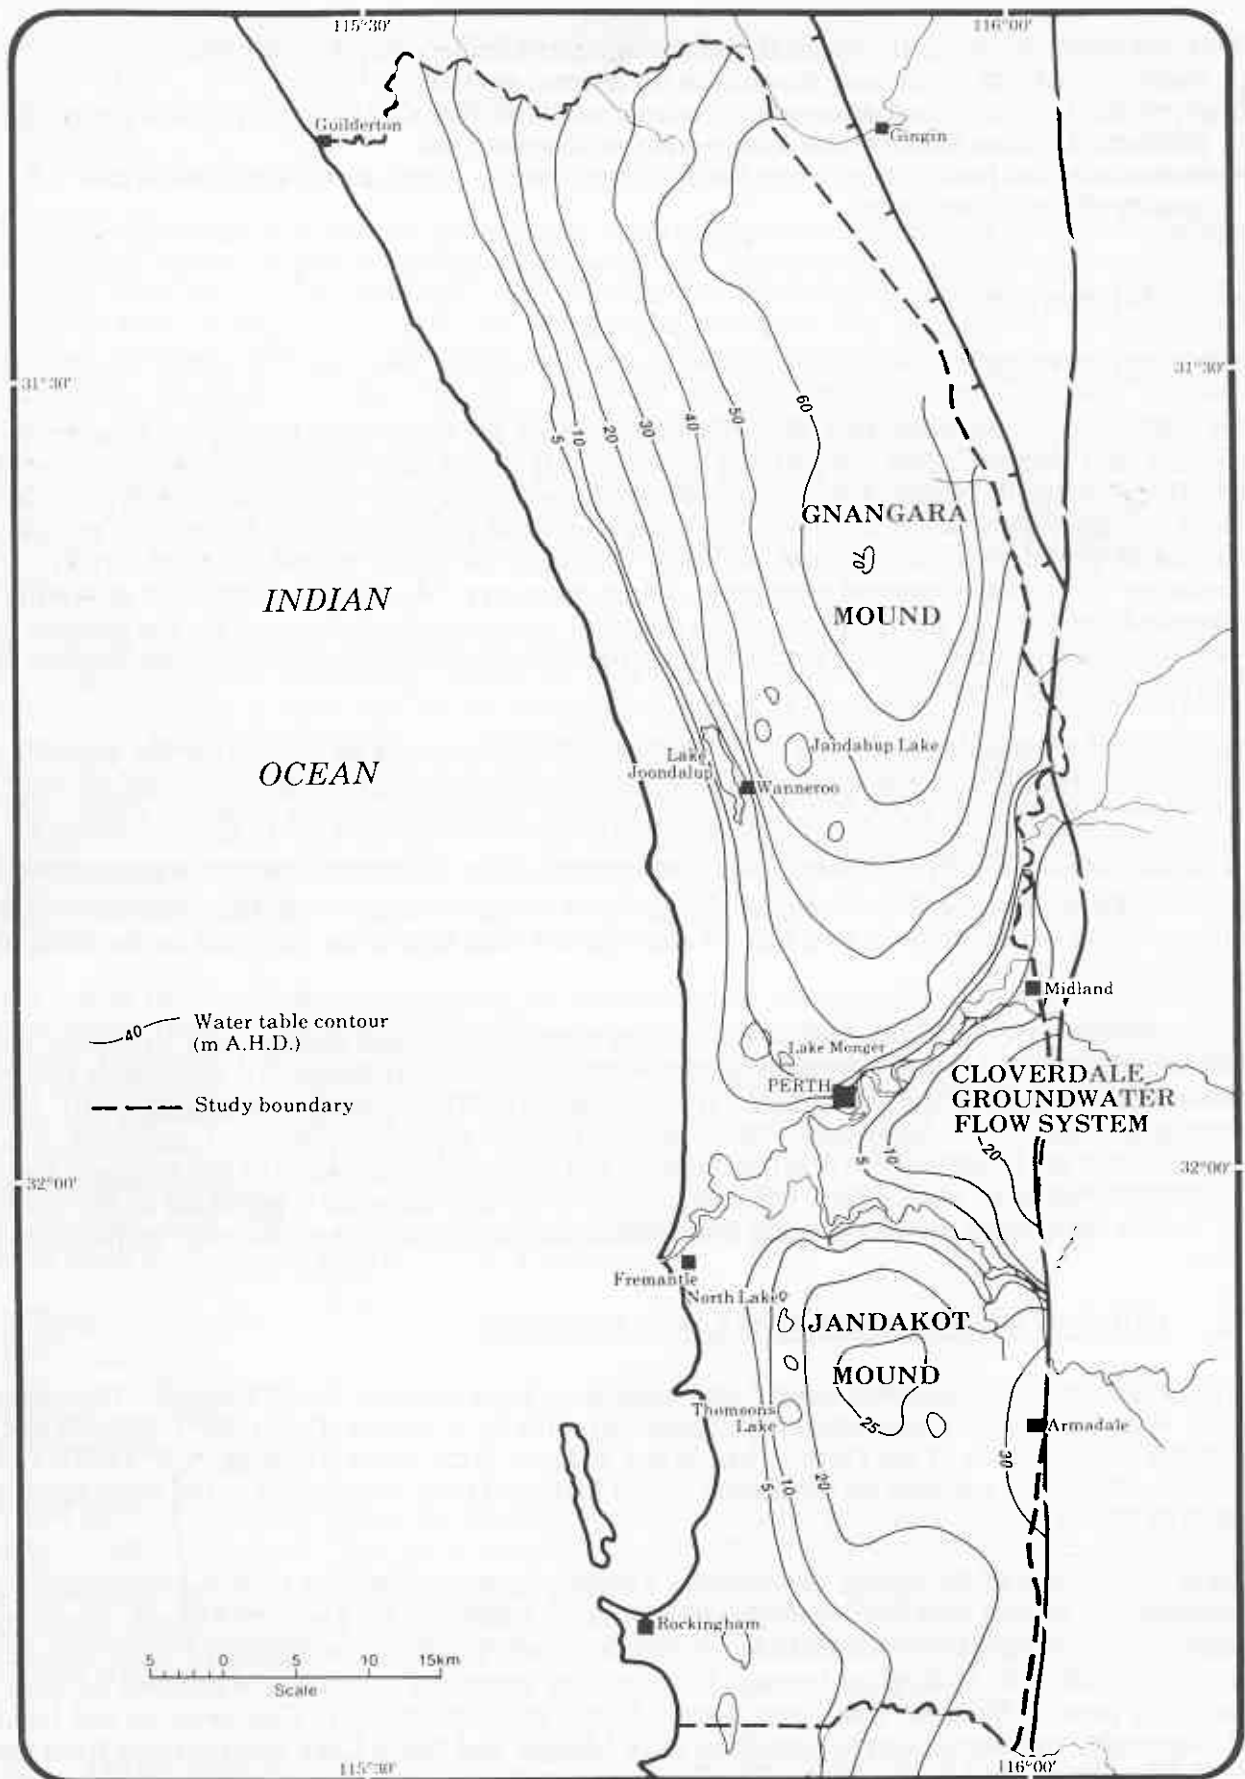 115°30'
116°00'
Guilderton
Gingin
31°30'
31°30'
5
10
20
30
40
50
60
GNANGARA
70
MOUND
INDIAN
OCEAN
Lake
Joondalup
Jandabup Lake
Wanneroo
Midland
40
Water table contour
(m A.H.D.)
Study boundary
Lake Monger
PERTH
CLOVERDALE
GROUNDWATER
FLOW SYSTEM
5
10
20
32°00'
32°00'
Fremantle
North Lake
JANDAKOT
MOUND
25
Thomsons
Lake
Armadale
30
5
10
20
Rockingham
5 0 5 10 15km
Scale
115°30'
116°00'